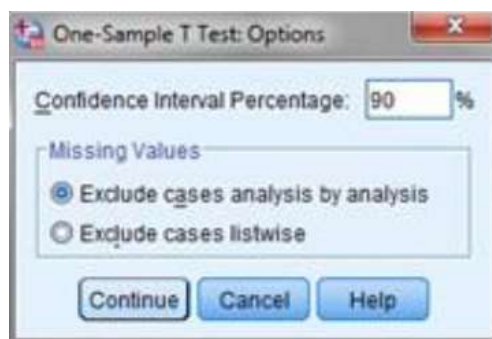 One-Sample T Test: Options
Confidence Interval Percentage: 90 %
Missing Values
Exclude cases analysis by analysis
Exclude cases listwise
Continue Cancel Help